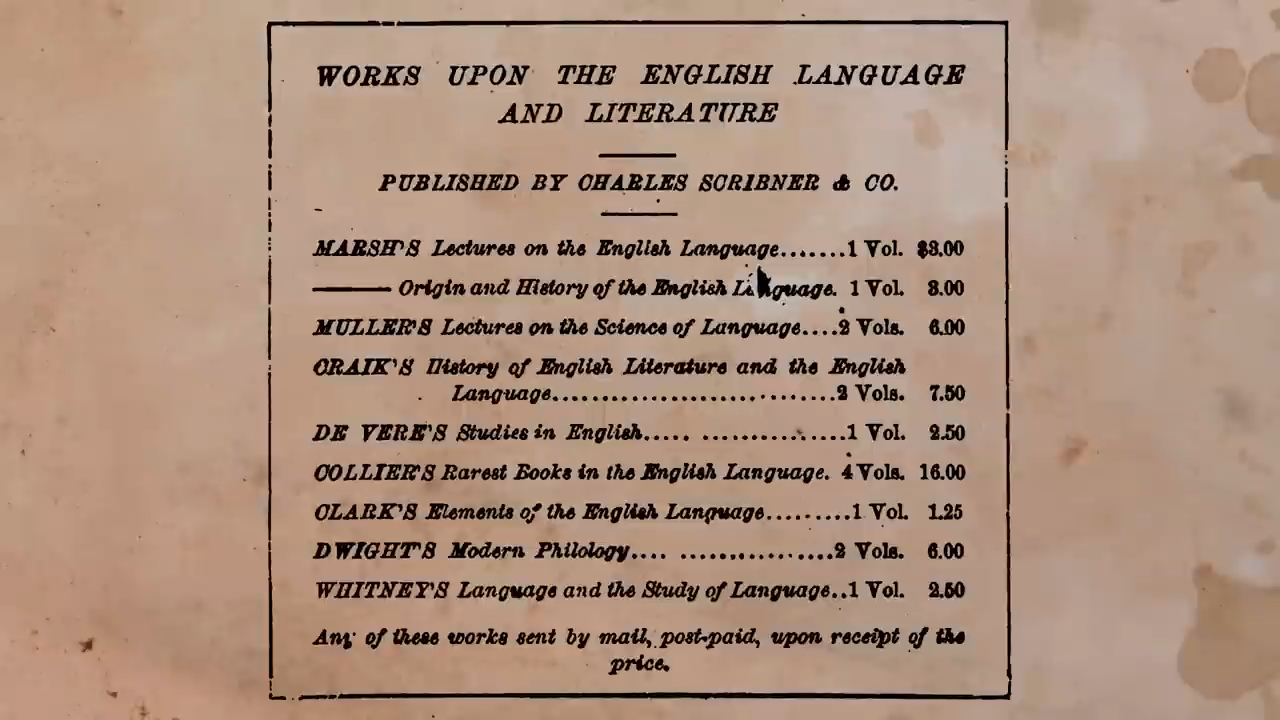 WORKS UPON THE ENGLISH LANGUAGE
AND LITERATURE
PUBLISHED BY CHARLES SCRIBNER & CO.
MARSH'S Lectures on the English Language.......1 Vol. $3.00
——— Origin and History of the English Language. 1 Vol. 3.00
MULLER'S Lectures on the Science of Language....2 Vols. 6.00
CRAIK'S History of English Literature and the English
Language.............................2 Vols. 7.50
DE VERE'S Studies in English..... ..............1 Vol. 2.50
COLLIER'S Rarest Books in the English Language. 4 Vols. 16.00
CLARK'S Elements of the English Language.........1 Vol. 1.25
DWIGHT'S Modern Philology.... ...............2 Vols. 6.00
WHITNEY'S Language and the Study of Language..1 Vol. 2.50
Any of these works sent by mail, post-paid, upon receipt of the
price.